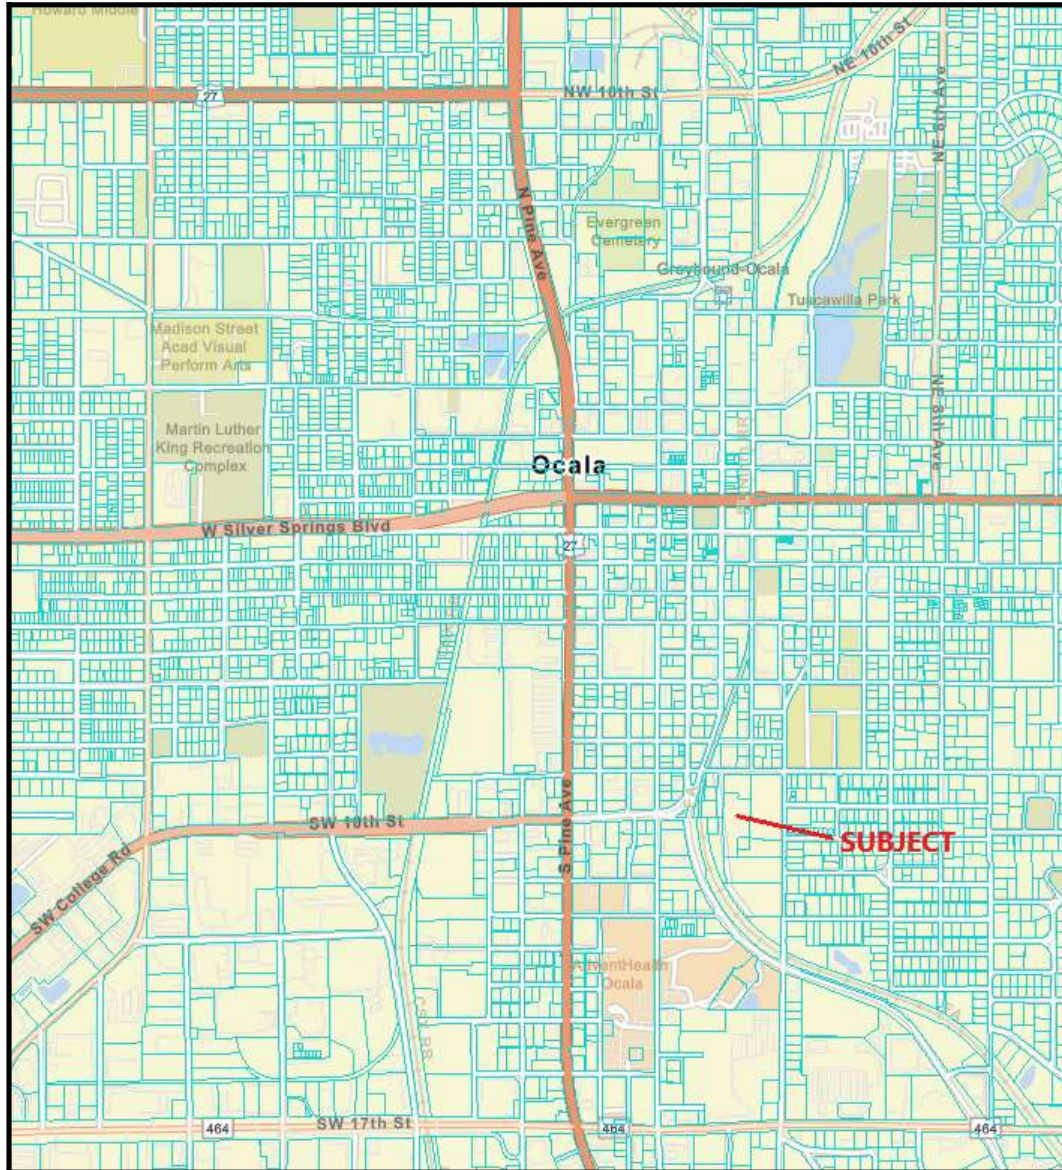 Howard Middle
27
NW 10th St
NE 10th St
NE 8th Ave
N Pine Ave
Evergreen
Cemetery
Greyhound-Ocala
Tuscawilla Park
Madison Street
Acad Visual
Perform Arts
NE 8th Ave
Martin Luther
King Recreation
Complex
Ocala
W Silver Springs Blvd
27
SW 10th St
S Pine Ave
SUBJECT
SW College Rd
AdventHealth
Ocala
CSXT RR
464
SW 17th St
464
464